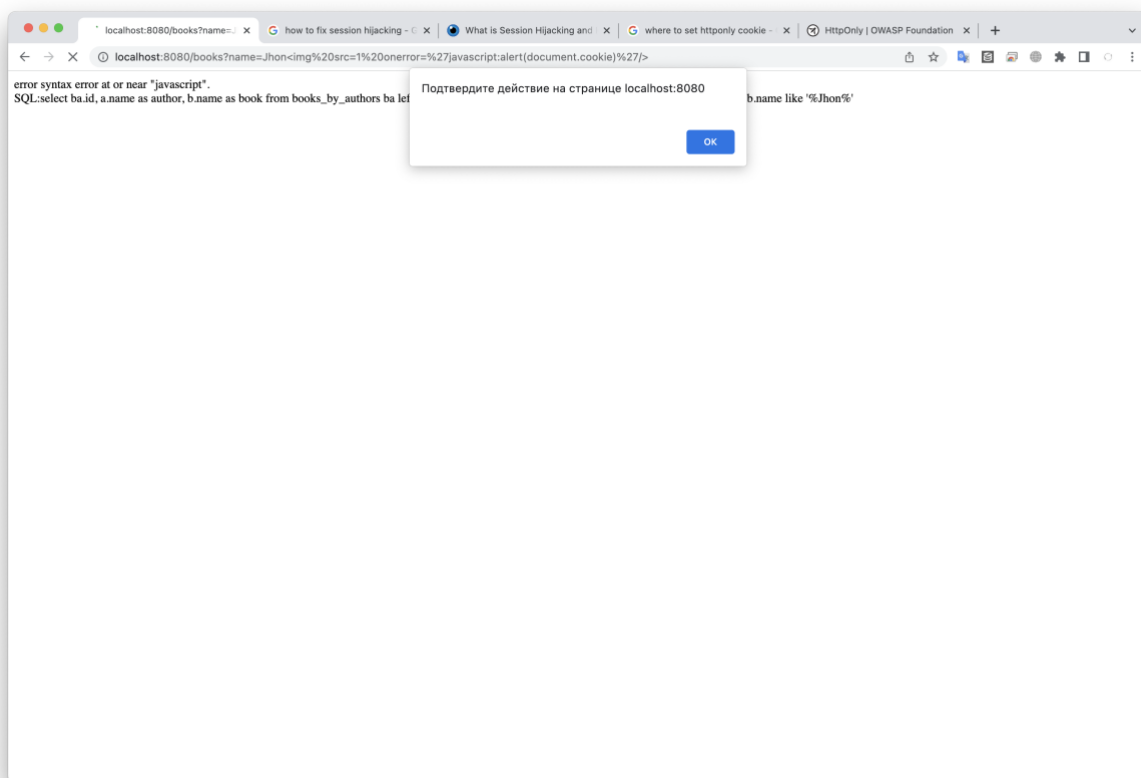 localhost:8080/books?name=J
how to fix session hijacking - G
What is Session Hijacking and
where to set httponly cookie -
HttpOnly | OWASP Foundation
localhost:8080/books?name=Jhon<img%20src=1%20onerror=%27javascript:alert(document.cookie)%27/>
error syntax error at or near "javascript".
SQL:select ba.id, a.name as author, b.name as book from books_by_authors ba lef b.name like '%Jhon%'
Подтвердите действие на странице localhost:8080
ОК